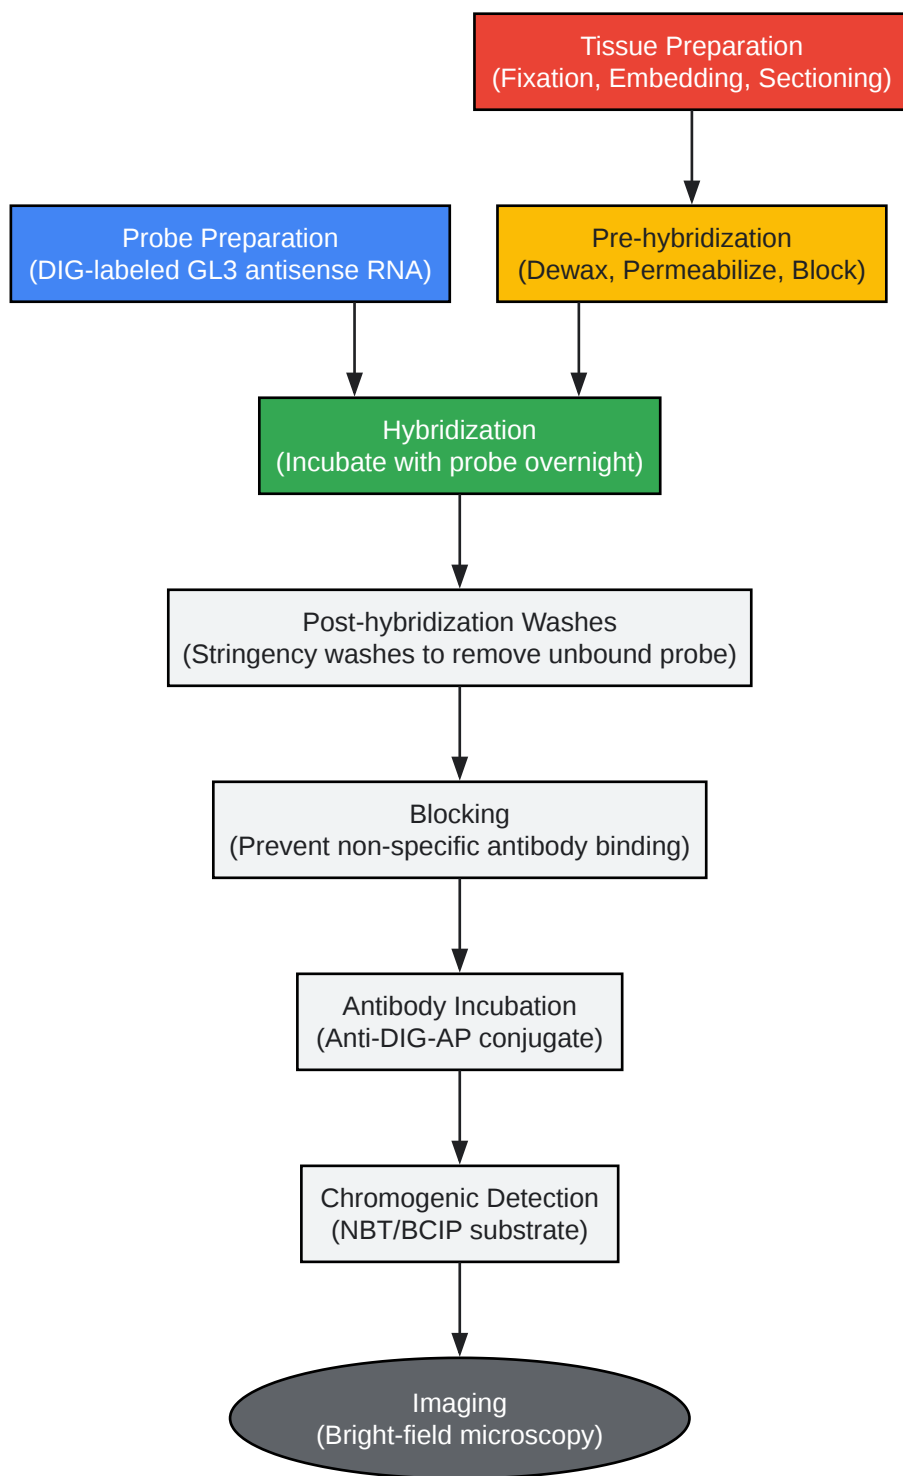 Tissue Preparation
(Fixation, Embedding, Sectioning)
Probe Preparation
(DIG-labeled GL3 antisense RNA)
Pre-hybridization
(Dewax, Permeabilize, Block)
Hybridization
(Incubate with probe overnight)
Post-hybridization Washes
(Stringency washes to remove unbound probe)
Blocking
(Prevent non-specific antibody binding)
Antibody Incubation
(Anti-DIG-AP conjugate)
Chromogenic Detection
(NBT/BCIP substrate)
Imaging
(Bright-field microscopy)